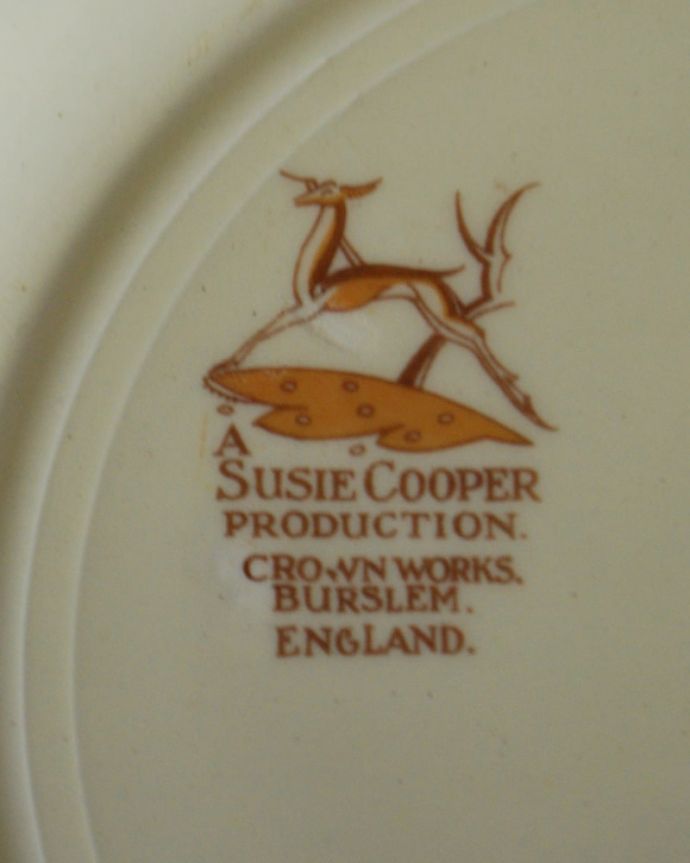 A
SUSIE COOPER
PRODUCTION.
CROWN WORKS.
BURSLEM.
ENGLAND.